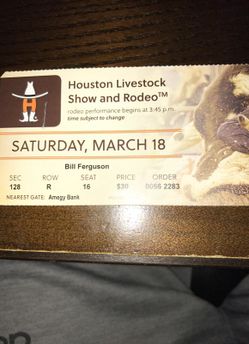 Houston Livestock
Show and Rodeo™
rodeo performance begins at 3:45 p.m.
time subject to change
H
SATURDAY, MARCH 18
Bill Ferguson
SEC ROW SEAT PRICE ORDER
128 R 16 $30 0056 2283
NEAREST GATE: Amegy Bank